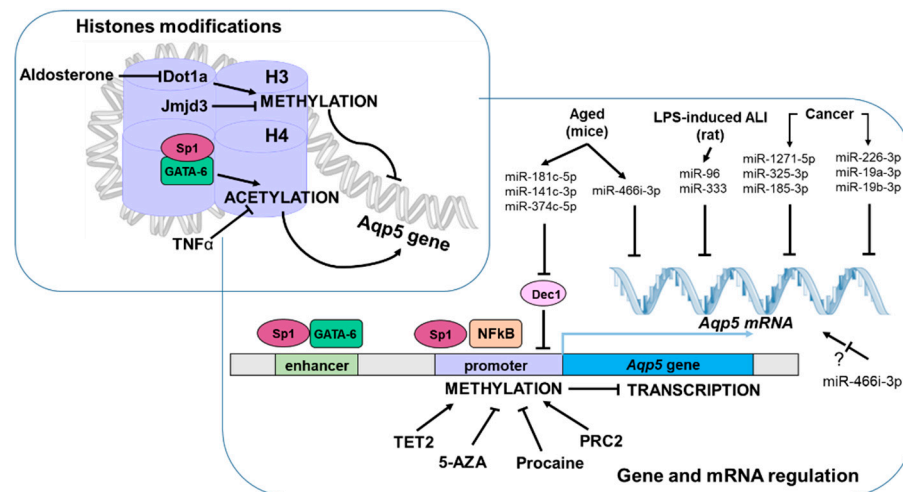 Histones modifications
Aldosterone
Dot1a
H3
Jmjd3
METHYLATION
H4
Sp1
GATA-6
ACETYLATION
TNFα
Aqp5 gene
Aged
(mice)
LPS-induced ALI
(rat)
Cancer
miR-181c-5p
miR-141c-3p
miR-374c-5p
miR-466i-3p
miR-96
miR-333
miR-1271-5p
miR-325-3p
miR-185-3p
miR-226-3p
miR-19a-3p
miR-19b-3p
Dec1
Aqp5 mRNA
Sp1
GATA-6
Sp1
NFkB
enhancer
promoter
Aqp5 gene
?
miR-466i-3p
METHYLATION
TRANSCRIPTION
TET2
5-AZA
Procaine
PRC2
Gene and mRNA regulation